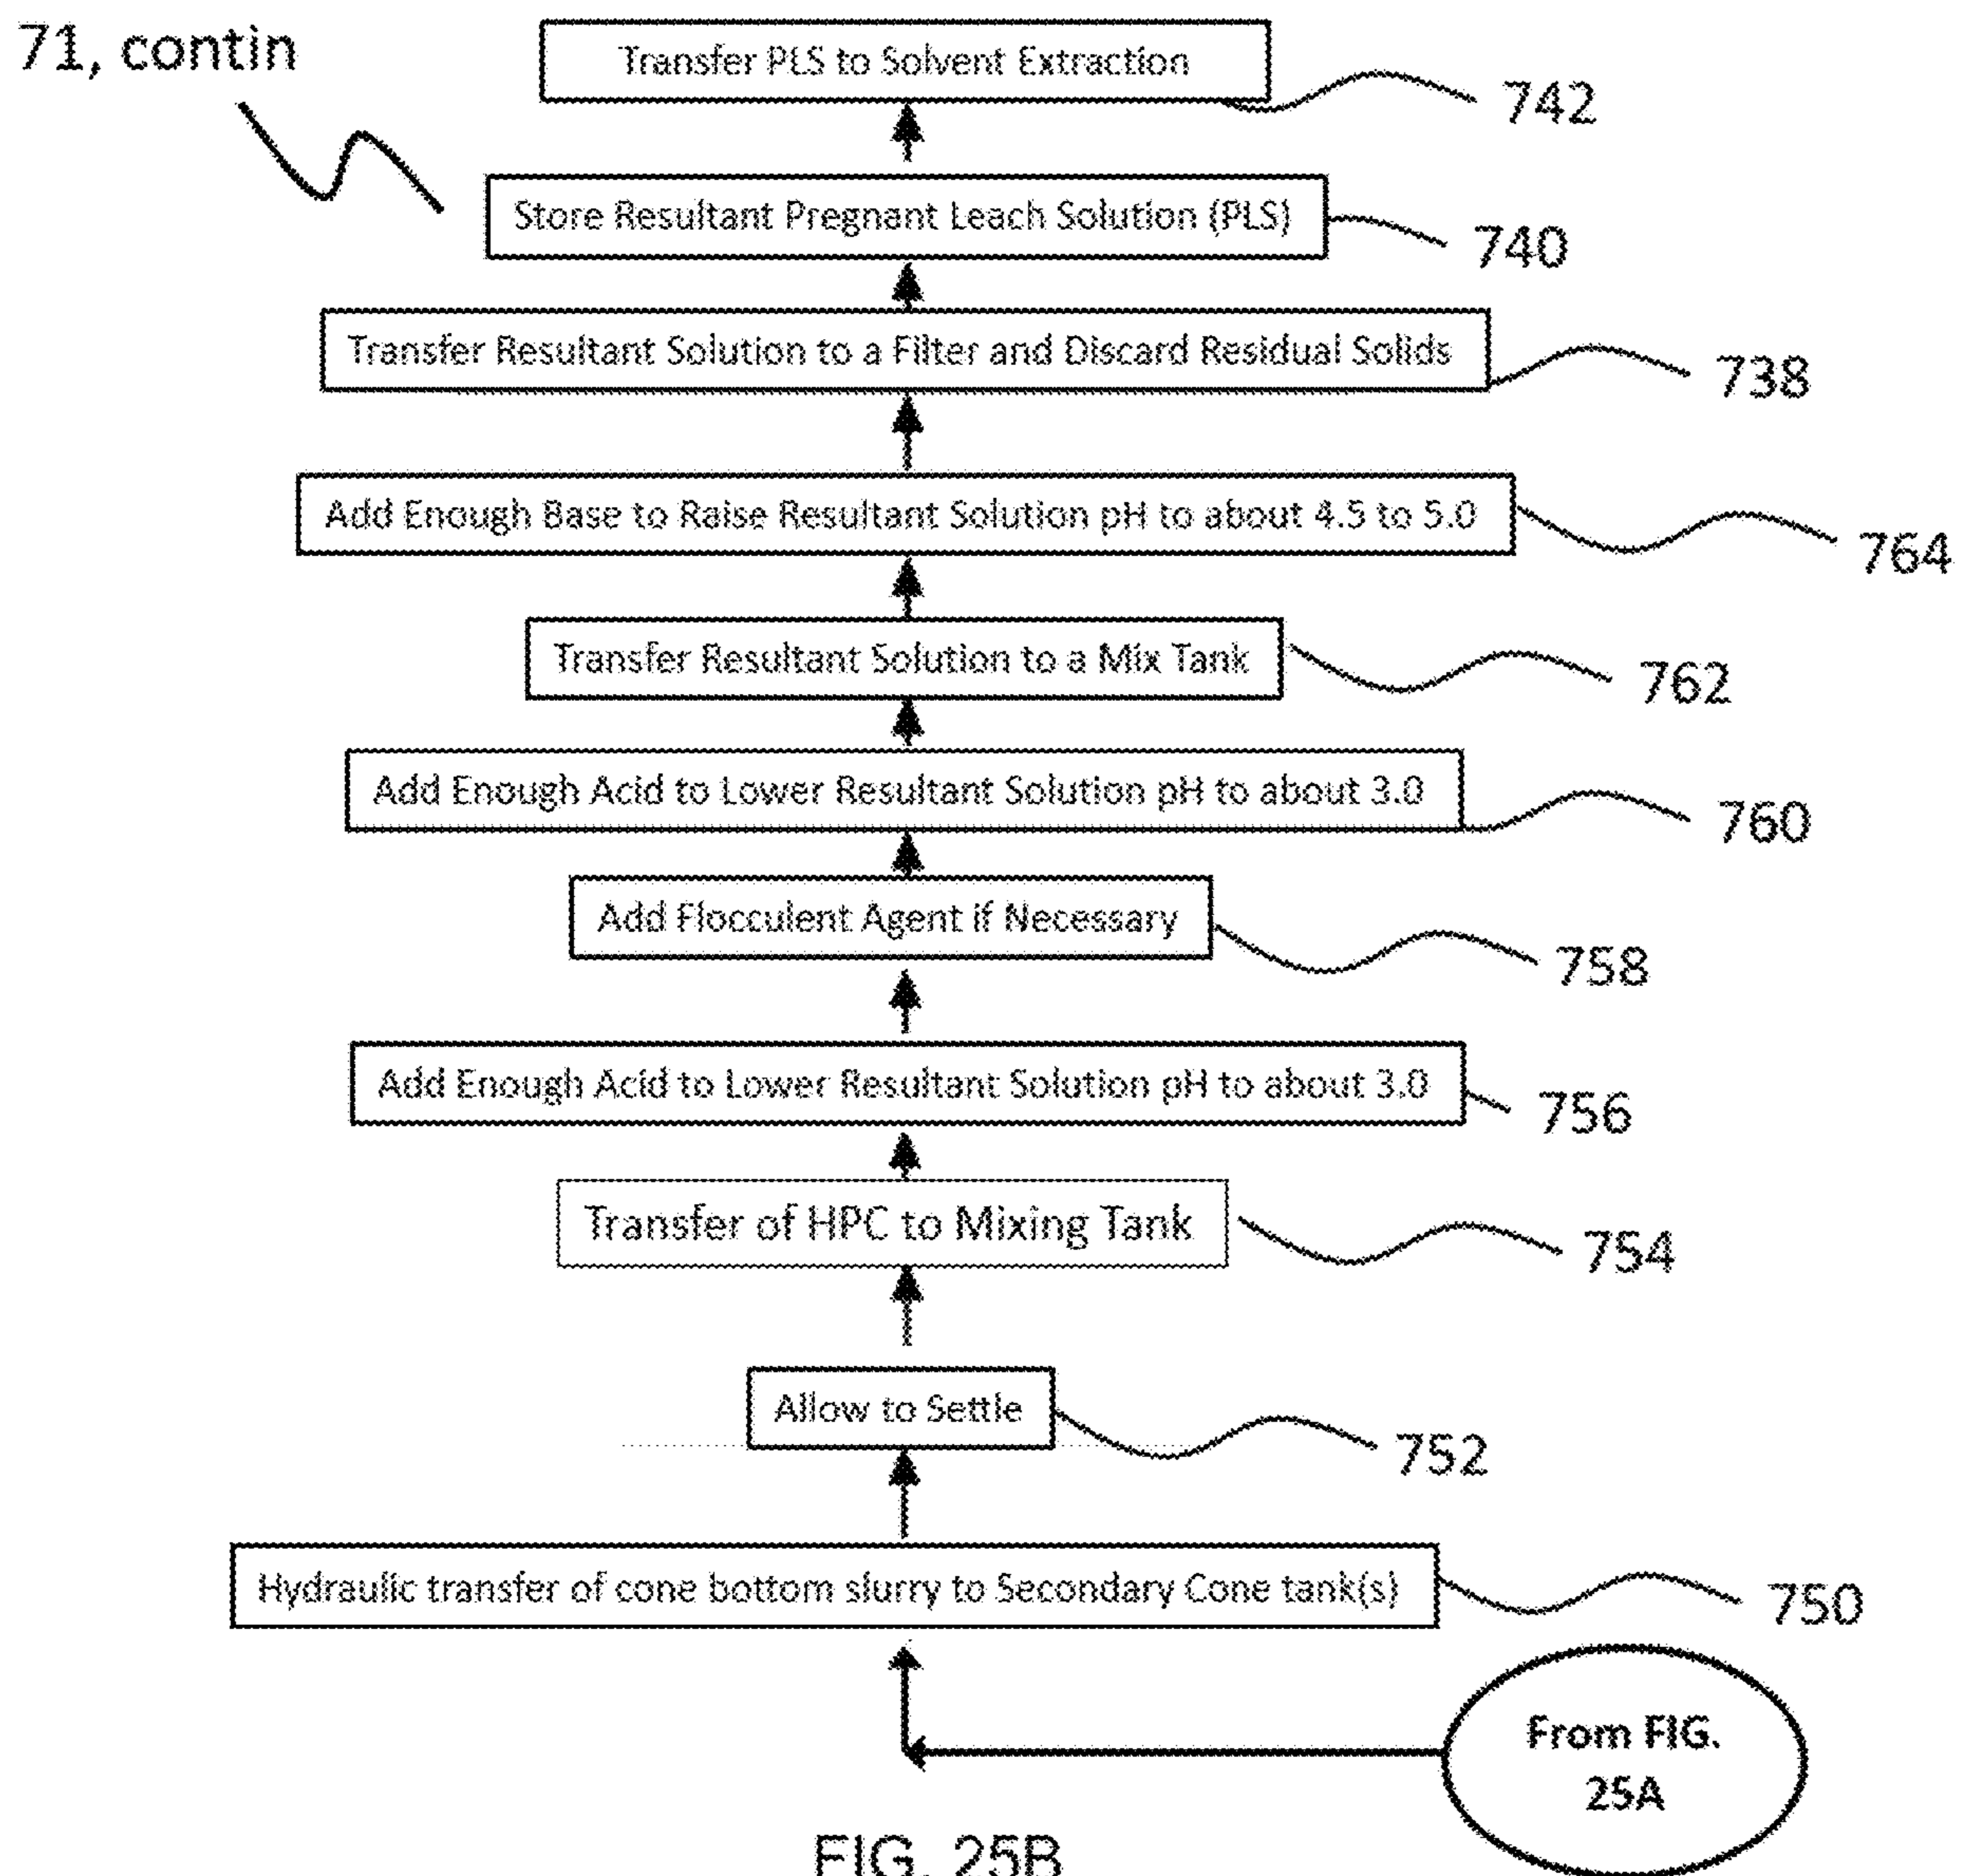 71, contin
Transfer PLS to Solvent Extraction
742
Store Resultant Pregnant Leach Solution (PLS)
740
Transfer Resultant Solution to a Filter and Discard Residual Solids
738
Add Enough Base to Raise Resultant Solution pH to about 4.5 to 5.0
764
Transfer Resultant Solution to a Mix Tank
762
Add Enough Acid to Lower Resultant Solution pH to about 3.0
760
Add Flocculent Agent if Necessary
758
Add Enough Acid to Lower Resultant Solution pH to about 3.0
756
Transfer of HPC to Mixing Tank
754
Allow to Settle
752
Hydraulic transfer of cone bottom slurry to Secondary Cone tank(s)
750
From FIG.
25A
FIG. 25B